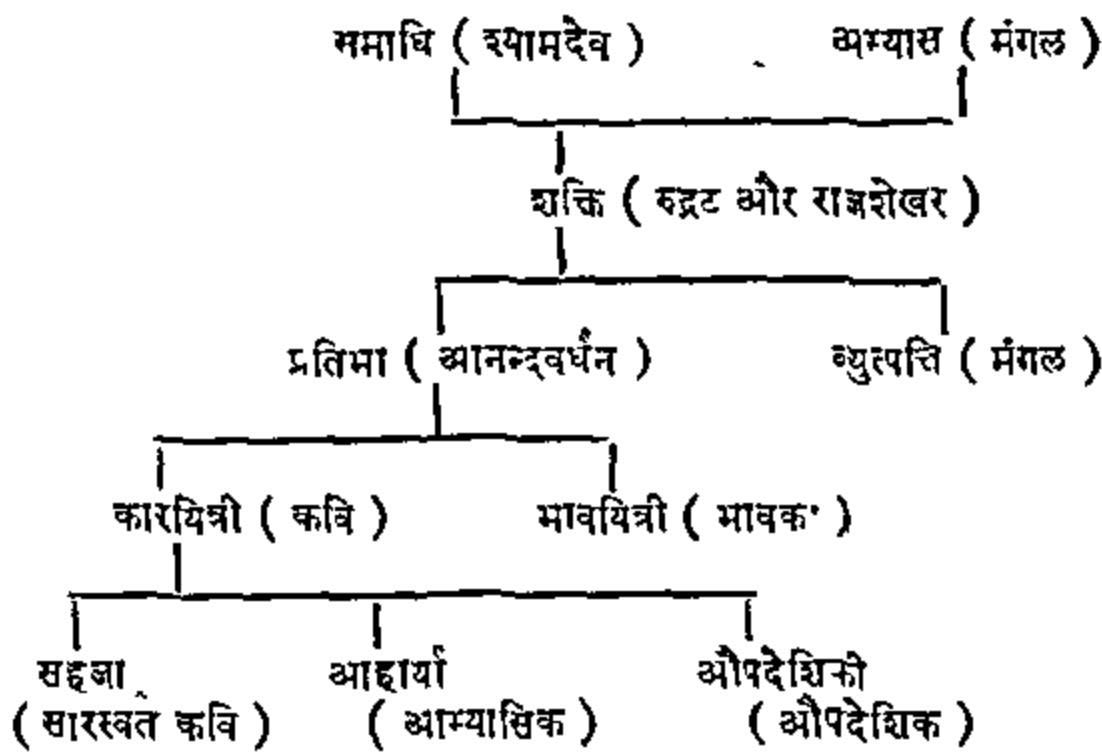 समाधि ( श्यामदेव ) अभ्यास ( मंगल )
शक्ति ( रुद्रट और राजशेखर )
प्रतिभा ( आनन्दवर्धन ) व्युत्पत्ति ( मंगल )
कारयित्री ( कवि ) भावयित्री ( भावक )
सहजा आहार्या औपदेशिकी
( सारस्वत कवि ) ( आभ्यासिक ) ( औपदेशिक )